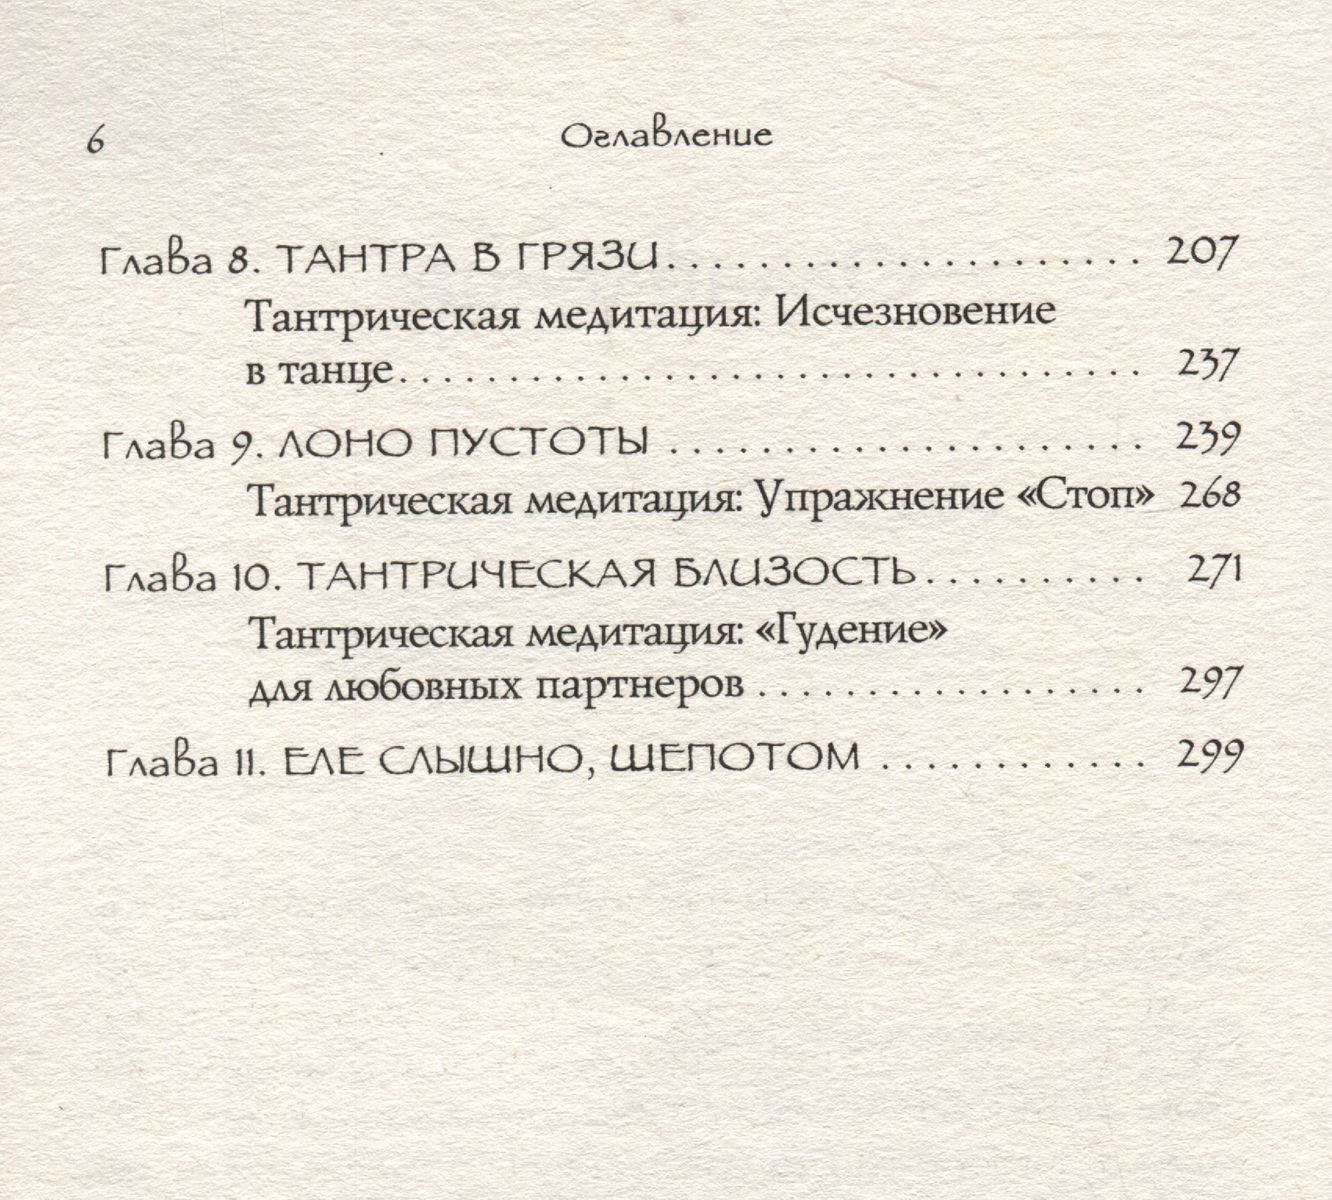 6 Оглавление
Глава 8. ТАНТРА В ГРЯЗИ. . . . . . . . . . . . . . . . . . . . . 207
Тантрическая медитация: Исчезновение
в танце. . . . . . . . . . . . . . . . . . . . . . . . . . . . . . . . . . 237
Глава 9. ЛОНО ПУСТОТЫ . . . . . . . . . . . . . . . . . . . . . 239
Тантрическая медитация: Упражнение «Стоп» 268
Глава 10. ТАНТРИЧЕСКАЯ БЛИЗОСТЬ. . . . . . . . . . 271
Тантрическая медитация: «Гудение»
для любовных партнеров . . . . . . . . . . . . . . . . . . 297
Глава 11. ЕЛЕ СЛЫШНО, ШЕПОТОМ . . . . . . . . . . . . 299